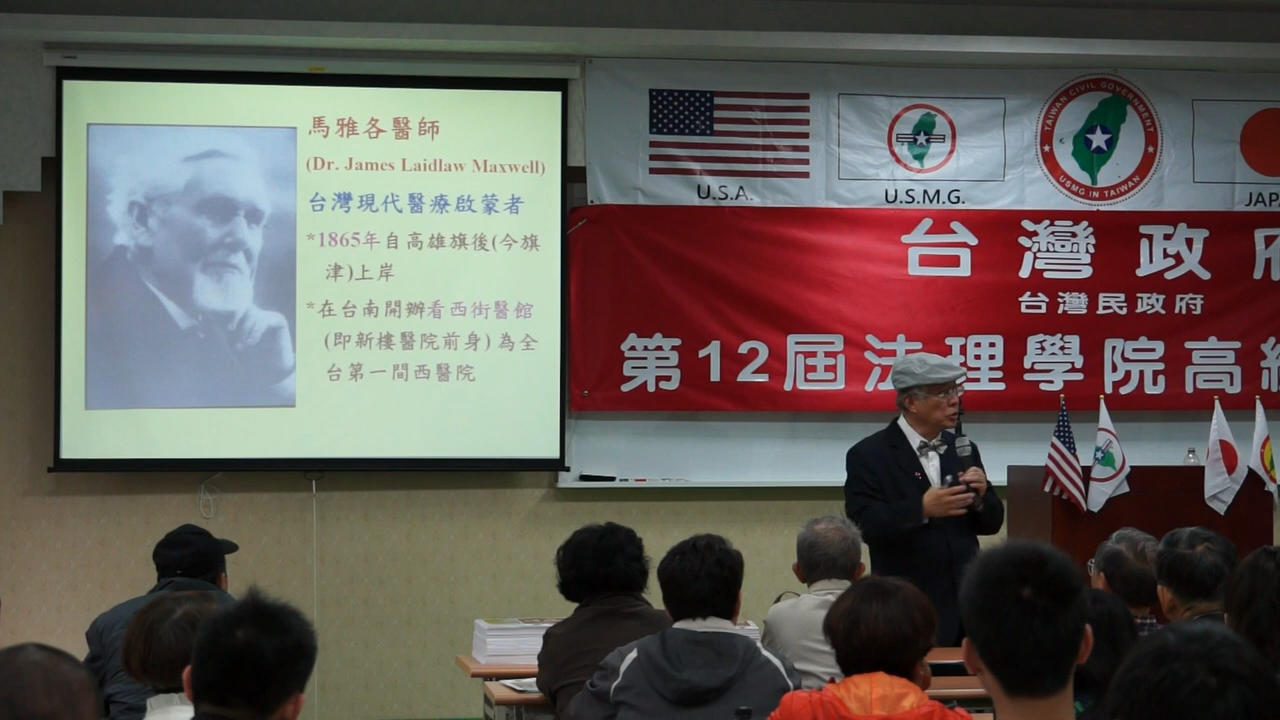 馬雅各醫師
(Dr. James Laidlaw Maxwell)
台灣現代醫療啟蒙者
*1865年自高雄旗後(今旗
津)上岸
*在台南開辦看西街醫館
(即新樓醫院前身) 為全
台第一間西醫院
U.S.A.
U.S.M.G.
TAIWAN CIVIL GOVERNMENT
USMG IN TAIWAN
JAPA
台灣政府
台灣民政府
第12屆法理學院高級